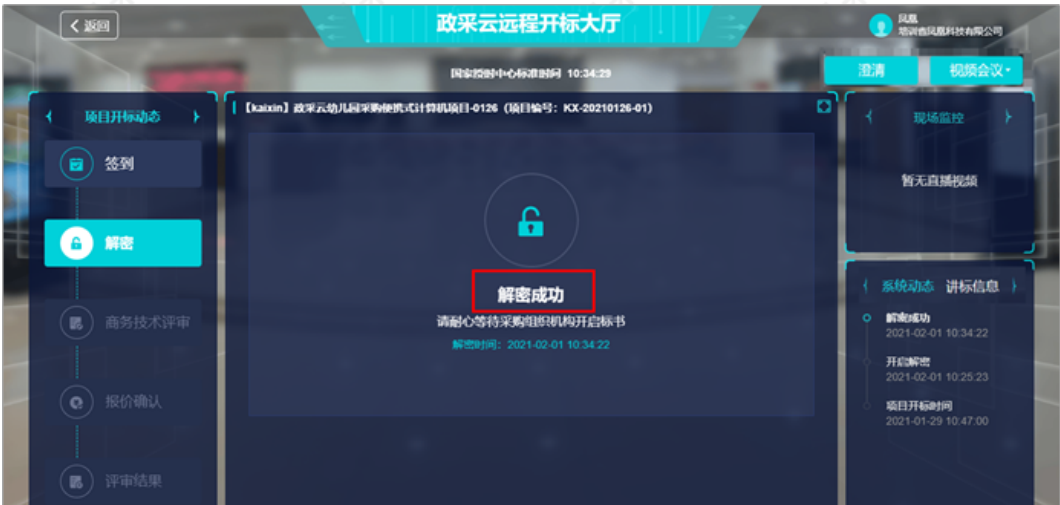 返回
政采云远程开标大厅
凤凰
培训省凤凰科技有限公司
国家授时中心标准时间 10:34:29
澄清
视频会议
项目开标动态
签到
解密
商务技术评审
报价确认
评审结果
【kaixin】政采云幼儿园采购便携式计算机项目-0126（项目编号：KX-20210126-01）
解密成功
请耐心等待采购组织机构开启标书
解密时间：2021-02-01 10:34:22
现场监控
暂无直播视频
系统动态 讲标信息
解密成功
2021-02-01 10:34:22
开启解密
2021-02-01 10:25:23
项目开标时间
2021-01-29 10:47:00